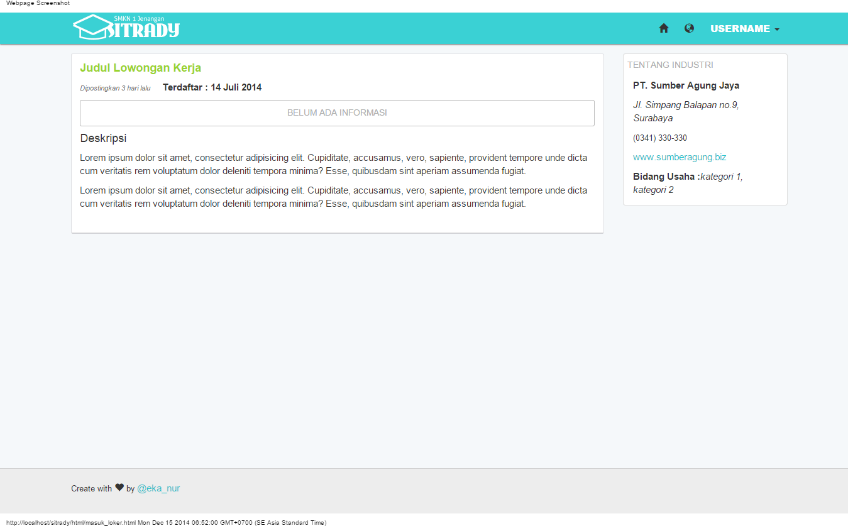 Webpage Screenshot
SMKN 1 Jenangan
SITRADY
USERNAME
Judul Lowongan Kerja
Dipostingkan 3 hari lalu Terdaftar : 14 Juli 2014
BELUM ADA INFORMASI
Deskripsi
Lorem ipsum dolor sit amet, consectetur adipisicing elit. Cupiditate, accusamus, vero, sapiente, provident tempore unde dicta
cum veritatis rem voluptatum dolor deleniti tempora minima? Esse, quibusdam sint aperiam assumenda fugiat.
Lorem ipsum dolor sit amet, consectetur adipisicing elit. Cupiditate, accusamus, vero, sapiente, provident tempore unde dicta
cum veritatis rem voluptatum dolor deleniti tempora minima? Esse, quibusdam sint aperiam assumenda fugiat.
TENTANG INDUSTRI
PT. Sumber Agung Jaya
Jl. Simpang Balapan no.9,
Surabaya
(0341) 330-330
www.sumberagung.biz
Bidang Usaha :kategori 1,
kategori 2
Create with ♥ by @eka_nur
http://localhost/sitrady/html/masuk_loker.html Mon Dec 15 2014 06:52:00 GMT+0700 (SE Asia Standard Time)